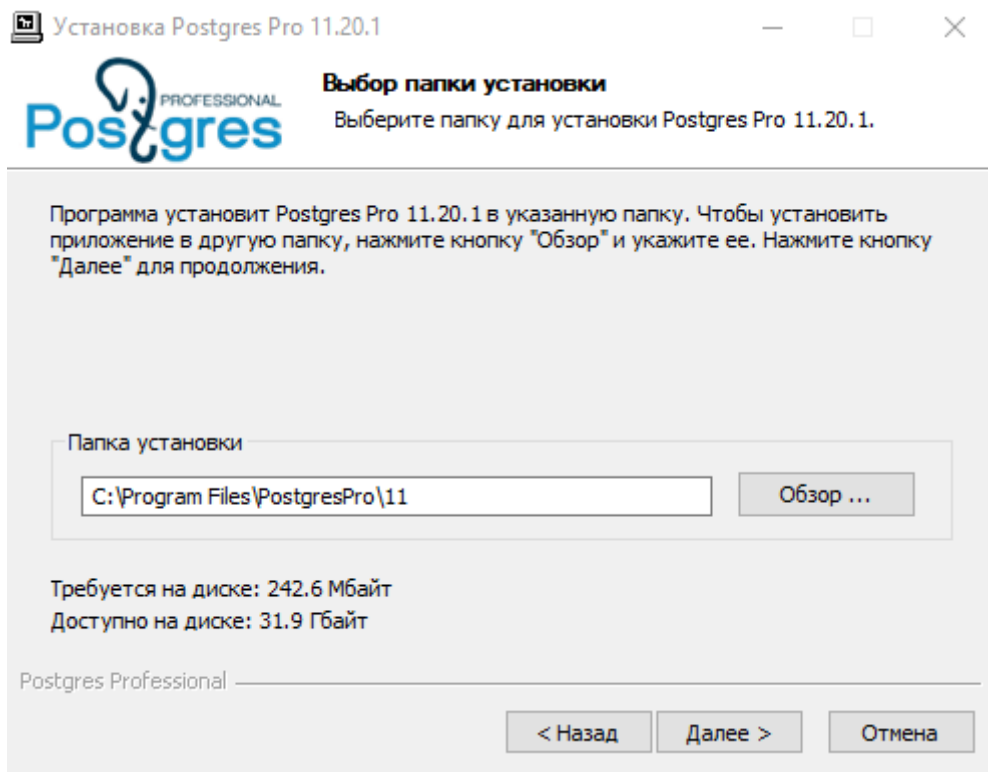 Установка Postgres Pro 11.20.1
PROFESSIONAL
Postgres
Выбор папки установки
Выберите папку для установки Postgres Pro 11.20.1.
Программа установит Postgres Pro 11.20.1 в указанную папку. Чтобы установить
приложение в другую папку, нажмите кнопку "Обзор" и укажите ее. Нажмите кнопку
"Далее" для продолжения.
Папка установки
C:\Program Files\PostgresPro\11
Обзор ...
Требуется на диске: 242.6 Мбайт
Доступно на диске: 31.9 Гбайт
Postgres Professional
< Назад
Далее >
Отмена